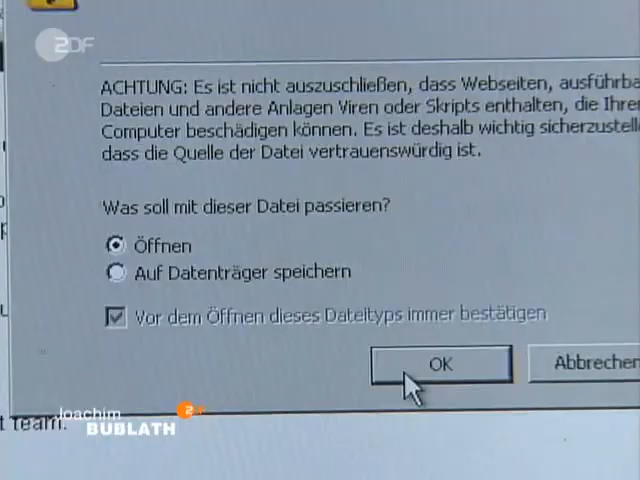 ZDF
ACHTUNG: Es ist nicht auszuschließen, dass Webseiten, ausführba
Dateien und andere Anlagen Viren oder Skripts enthalten, die Ihren
Computer beschädigen können. Es ist deshalb wichtig sicherzustelle
dass die Quelle der Datei vertrauenswürdig ist.
Was soll mit dieser Datei passieren?
Öffnen
Auf Datenträger speichern
Vor dem Öffnen dieses Dateityps immer bestätigen
OK
Abbrechen
t team.
Joachim
BUBLATH